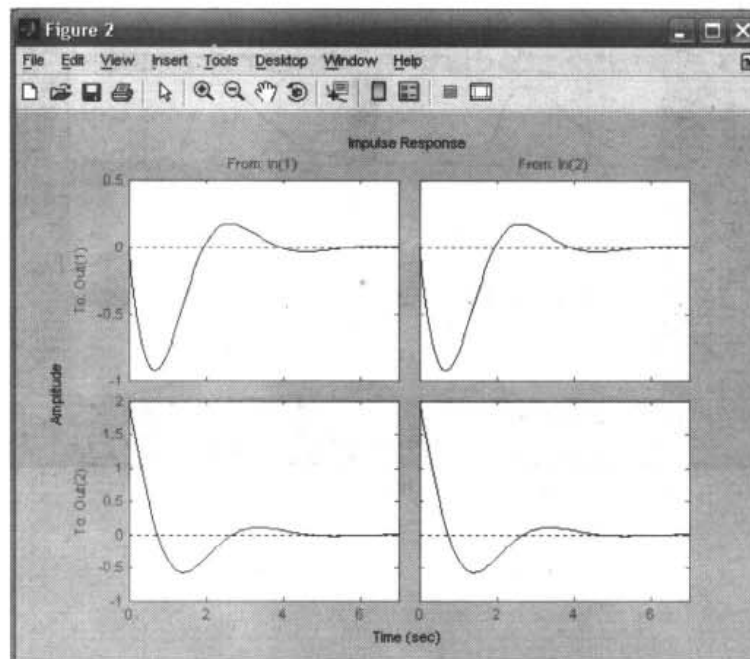 Figure 2
File Edit View Insert Tools Desktop Window Help
Impulse Response
From: In(1)
From: In(2)
To: Out(1)
To: Out(2)
Amplitude
0.5
0
-0.5
-1
2
1.5
1
0.5
0
-0.5
-1
0 2 4 6
0 2 4 6
Time (sec)